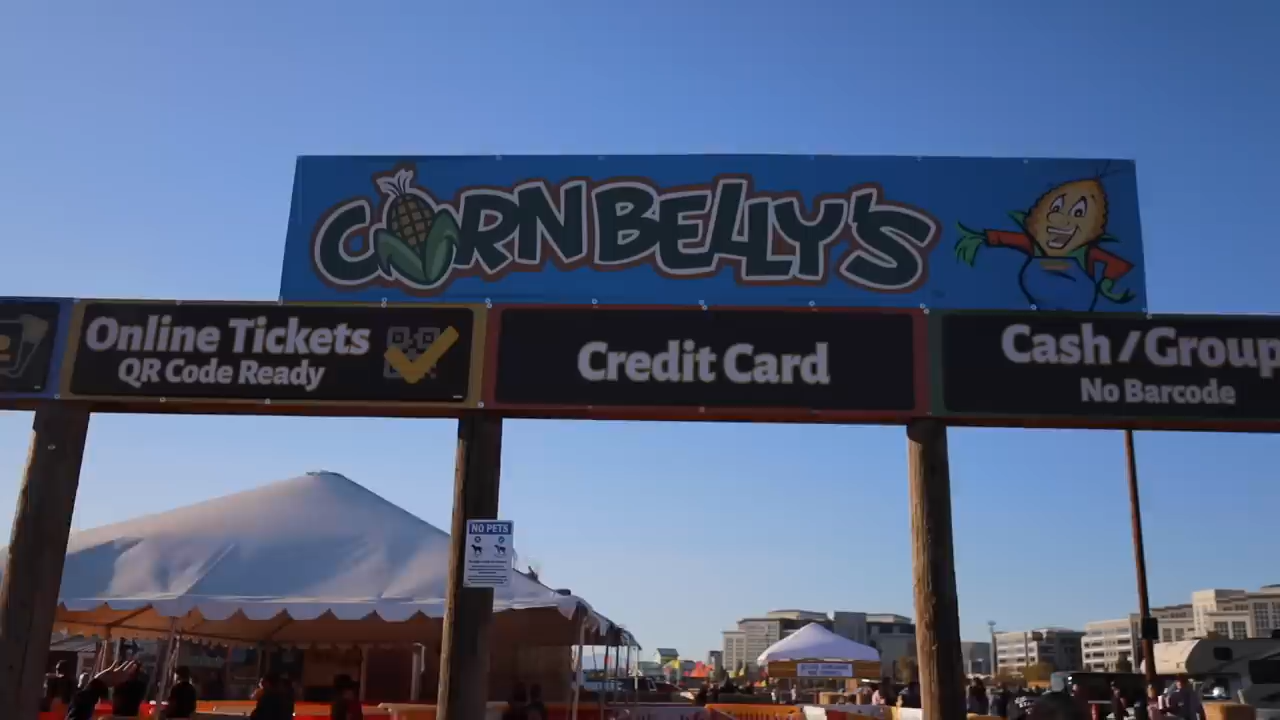 CORNBELLY'S
Online Tickets
QR Code Ready
Credit Card
Cash/Group
No Barcode
NO PETS